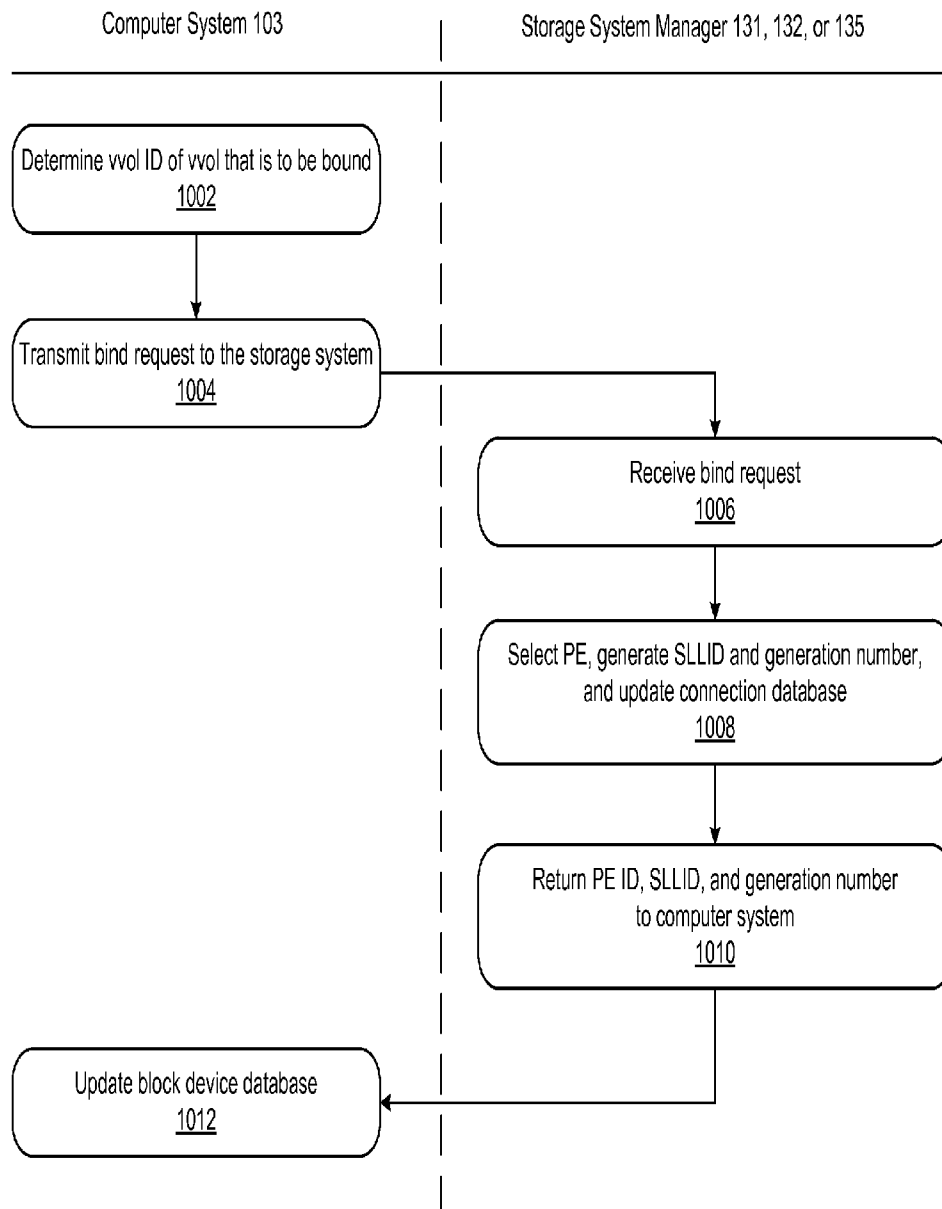 Computer System 103
Storage System Manager 131, 132, or 135
Determine vvol ID of vvol that is to be bound
1002
Transmit bind request to the storage system
1004
Receive bind request
1006
Select PE, generate SLLID and generation number,
and update connection database
1008
Return PE ID, SLLID, and generation number
to computer system
1010
Update block device database
1012